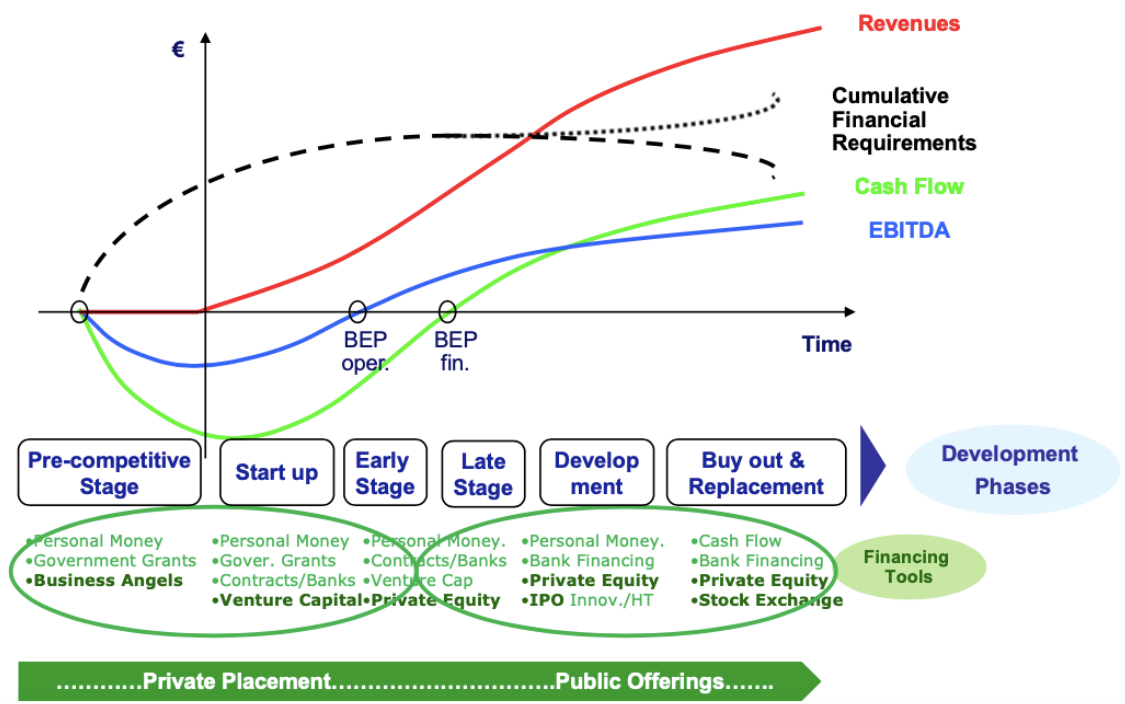 Revenues
€
Cumulative
Financial
Requirements
Cash Flow
EBITDA
BEP
oper.
BEP
fin.
Time
Pre-competitive
Stage
Start up
Early
Stage
Late
Stage
Develop
ment
Buy out &
Replacement
Development
Phases
•Personal Money
•Government Grants
•Business Angels
•Personal Money
•Gover. Grants
•Contracts/Banks
•Venture Capital
•Personal Money.
•Contracts/Banks
•Venture Cap
•Private Equity
•Personal Money.
•Bank Financing
•Private Equity
•IPO Innov./HT
•Cash Flow
•Bank Financing
•Private Equity
•Stock Exchange
Financing
Tools
…………Private Placement……………………Public Offerings…….